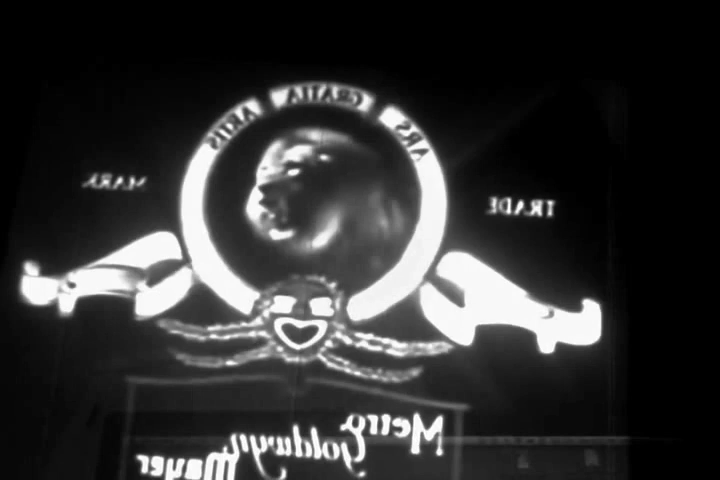 ARS GRATIA ARTIS
TRADE MARK
Metro
Goldwyn
Mayer